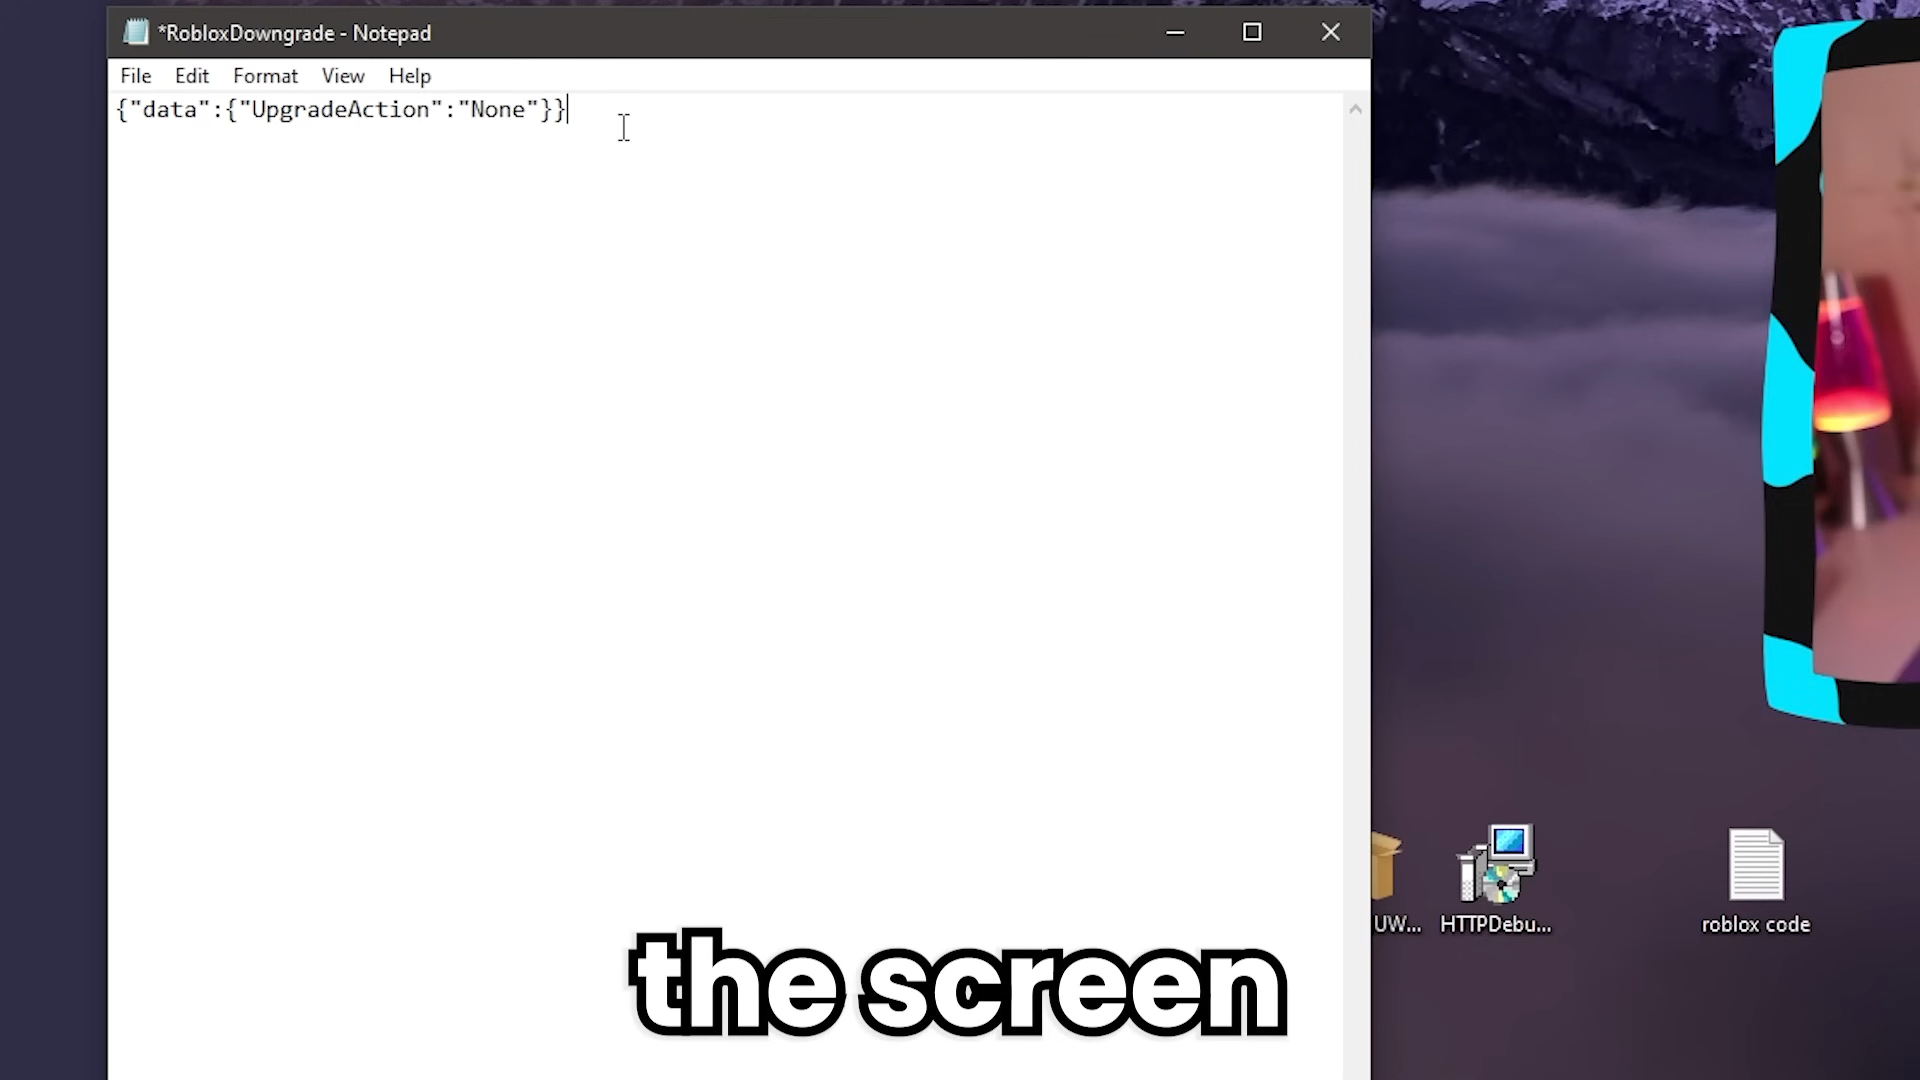 *RobloxDowngrade - Notepad
File Edit Format View Help
{"data":{"UpgradeAction":"None"}}
UW... HTTPDebu... roblox code
the screen